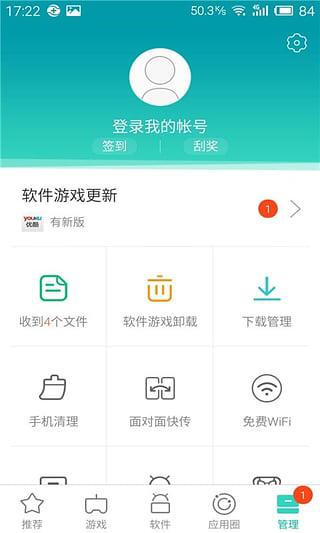 17:22 50.3K/s 4G 84
登录我的帐号
签到 刮奖
软件游戏更新
1
YOUKU
优酷
有新版
收到4个文件 软件游戏卸载 下载管理
手机清理 面对面快传 免费WiFi
1
推荐 游戏 软件 应用圈 管理